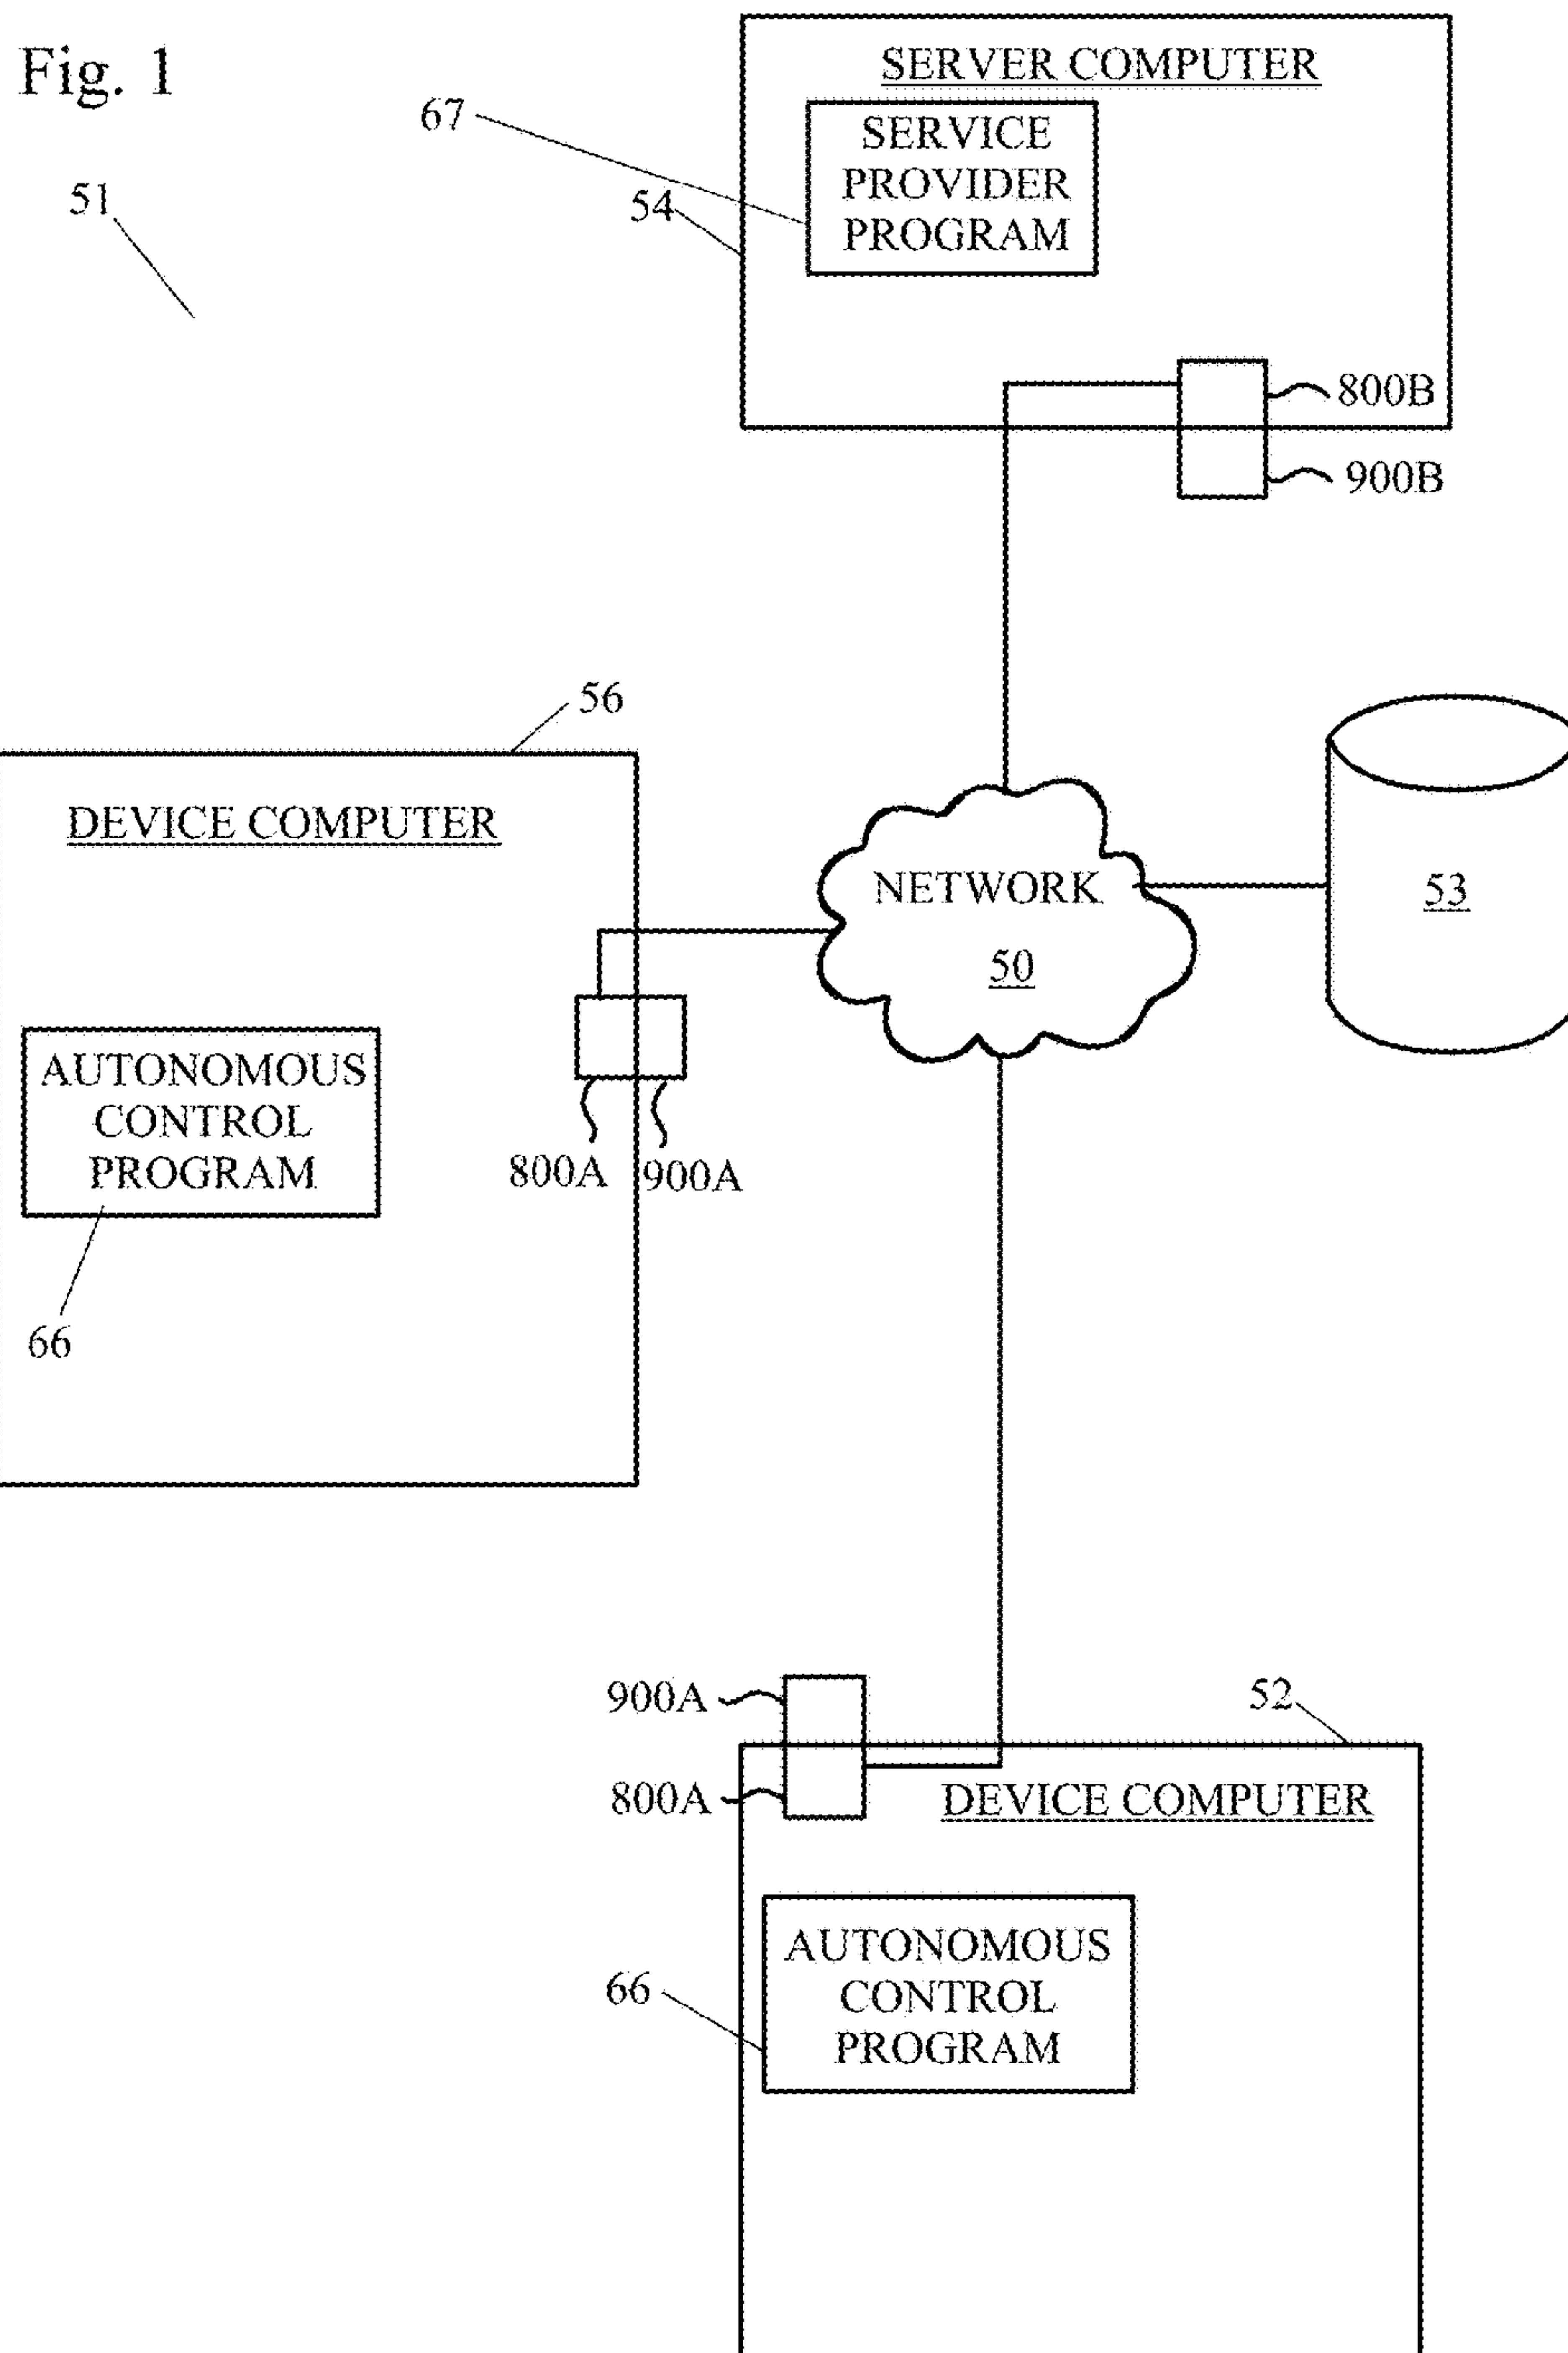 Fig. 1
SERVER COMPUTER
67
SERVICE
PROVIDER
PROGRAM
51
54
800B
900B
56
DEVICE COMPUTER
NETWORK
50
53
AUTONOMOUS
CONTROL
PROGRAM
800A
900A
66
900A
52
800A
DEVICE COMPUTER
66
AUTONOMOUS
CONTROL
PROGRAM